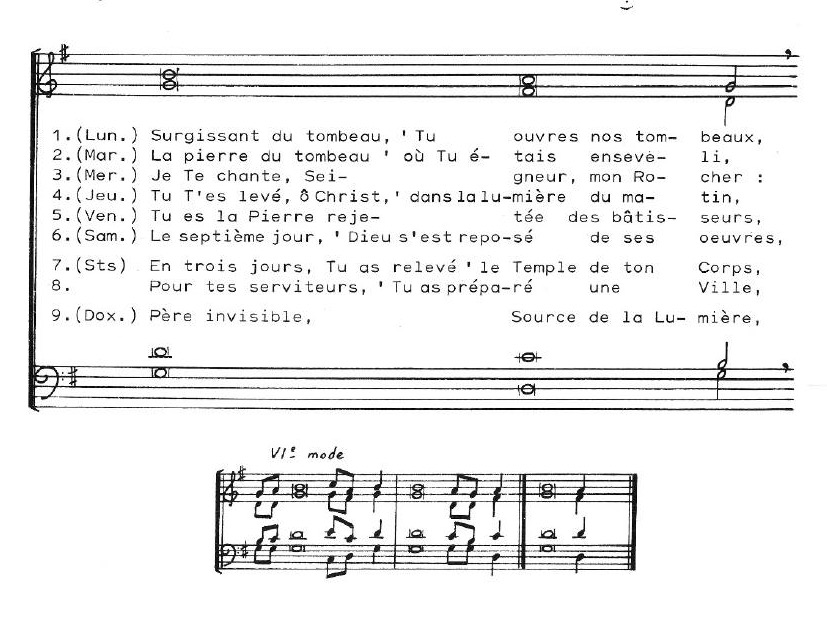 1.(Lun.) Surgissant du tombeau, ' Tu ouvres nos tom- beaux,
2.(Mar.) La pierre du tombeau ' où Tu é- tais enseve- li,
3.(Mer.) Je Te chante, Sei- gneur, mon Ro- cher :
4.(Jeu.) Tu T'es levé, ô Christ,' dans la lu-mière du ma- tin,
5.(Ven.) Tu es la Pierre reje- tée des bâtis- seurs,
6.(Sam.) Le septième jour, ' Dieu s'est repo-sé de ses oeuvres,
7.(Sts) En trois jours, Tu as relevé ' le Temple de ton Corps,
8. Pour tes serviteurs, ' Tu as prépa-ré une Ville,
9.(Dox.) Père invisible, Source de la Lu- mière,
VIe mode